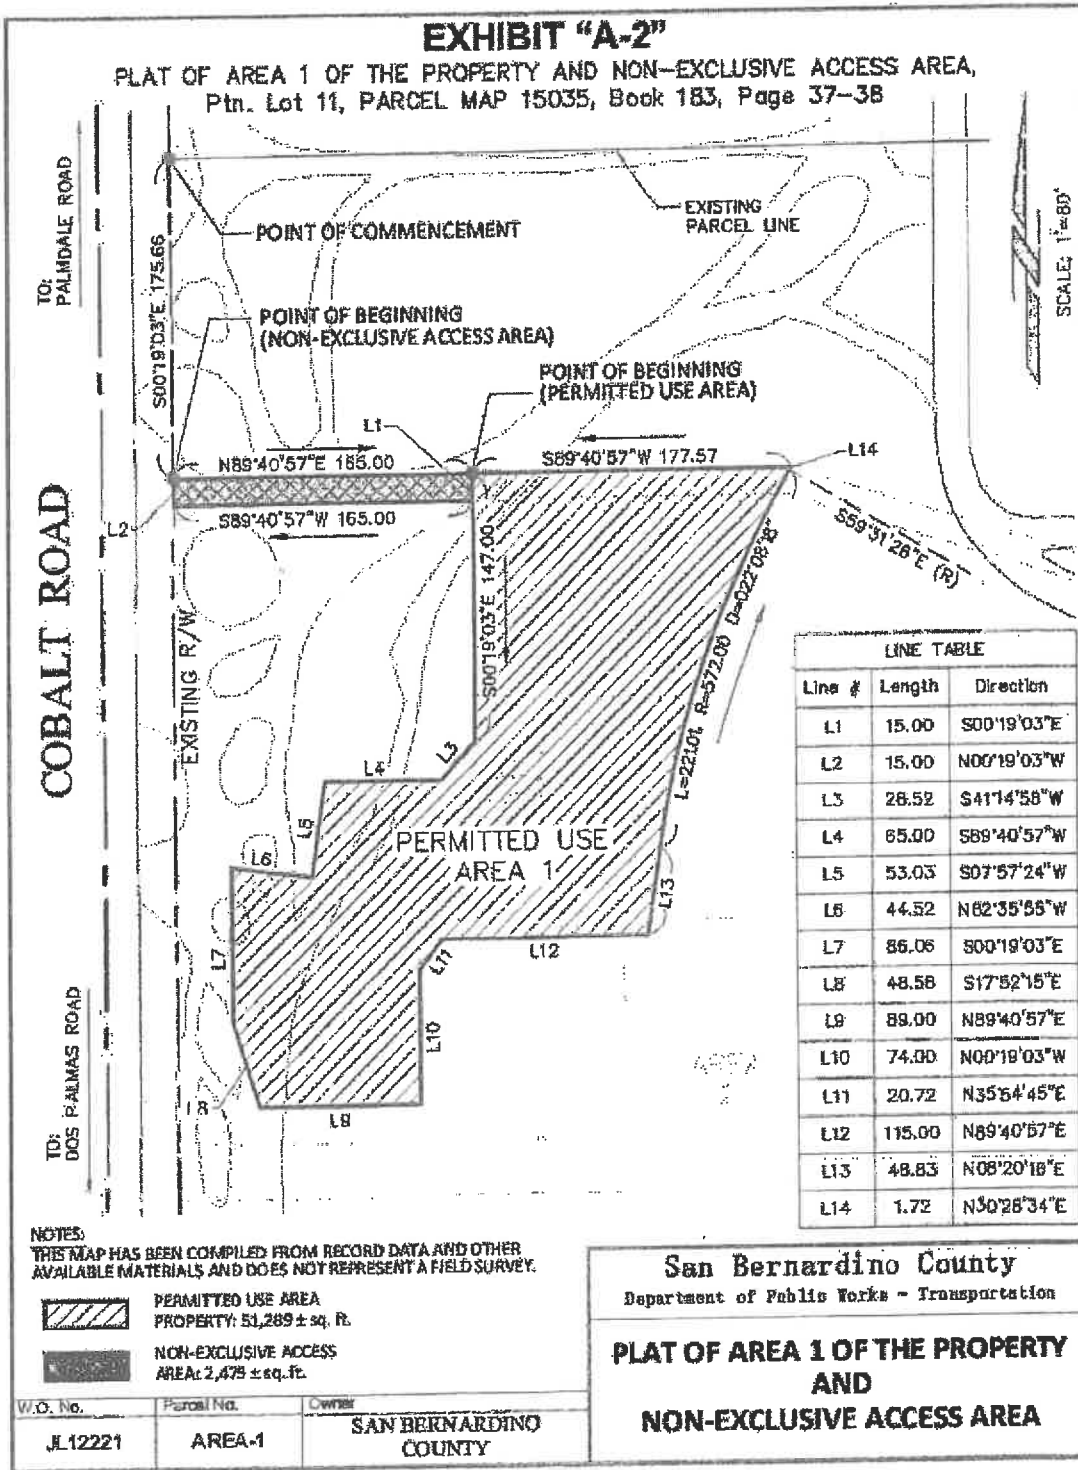 EXHIBIT "A-2"
PLAT OF AREA 1 OF THE PROPERTY AND NON-EXCLUSIVE ACCESS AREA,
Ptn. Lot 11, PARCEL MAP 15035, Book 183, Page 37-38
TO:
PALMDALE ROAD
S00°19'03"E 175.66
POINT OF COMMENCEMENT
EXISTING
PARCEL LINE
SCALE: 1"=80'
POINT OF BEGINNING
(NON-EXCLUSIVE ACCESS AREA)
POINT OF BEGINNING
(PERMITTED USE AREA)
L1
N89°40'57"E 165.00
S89°40'57"W 177.57
L14
L2
S89°40'57"W 165.00
S59°31'26"E (R)
COBALT ROAD
EXISTING R/W
S00°19'03"E 147.00
L=221.01 R=572.00 D=022°08'18"
L3
L4
L5
L6
PERMITTED USE
AREA 1
L7
L13
L12
L11
L10
L8
L9
TO:
DOS PALMAS ROAD
LINE TABLE
Line # Length Direction
L1 15.00 S00°19'03"E
L2 15.00 N00°19'03"W
L3 28.52 S41°14'58"W
L4 65.00 S89°40'57"W
L5 53.03 S07°57'24"W
L6 44.52 N82°35'55"W
L7 86.06 S00°19'03"E
L8 48.58 S17°52'15"E
L9 89.00 N89°40'57"E
L10 74.00 N00°19'03"W
L11 20.72 N35°54'45"E
L12 115.00 N89°40'57"E
L13 48.83 N08°20'16"E
L14 1.72 N30°28'34"E
NOTES:
THIS MAP HAS BEEN COMPILED FROM RECORD DATA AND OTHER
AVAILABLE MATERIALS AND DOES NOT REPRESENT A FIELD SURVEY.
PERMITTED USE AREA
PROPERTY: 51,289 ± sq. ft.
NON-EXCLUSIVE ACCESS
AREA: 2,475 ± sq. ft.
W.O. No.
JL12221
Parcel No.
AREA-1
Owner
SAN BERNARDINO
COUNTY
San Bernardino County
Department of Public Works - Transportation
PLAT OF AREA 1 OF THE PROPERTY
AND
NON-EXCLUSIVE ACCESS AREA